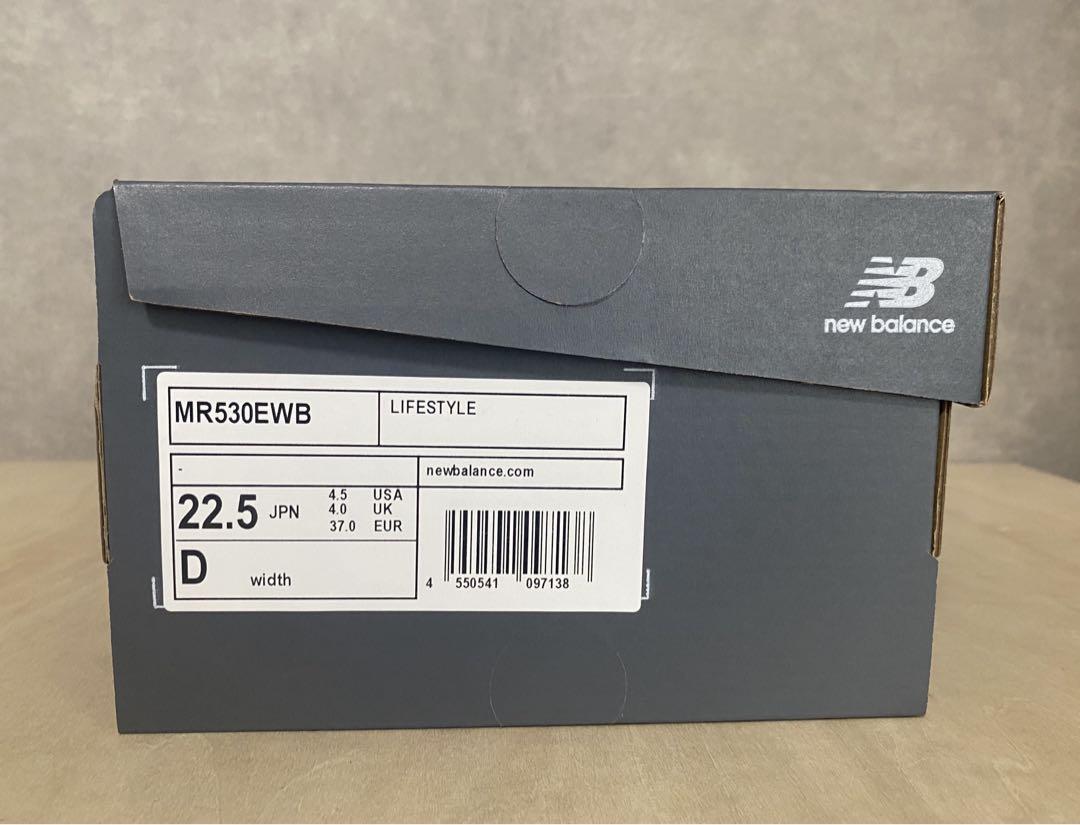 NB
new balance
MR530EWB
LIFESTYLE
-
newbalance.com
22.5 JPN
4.5 USA
4.0 UK
37.0 EUR
D width
4 550541 097138